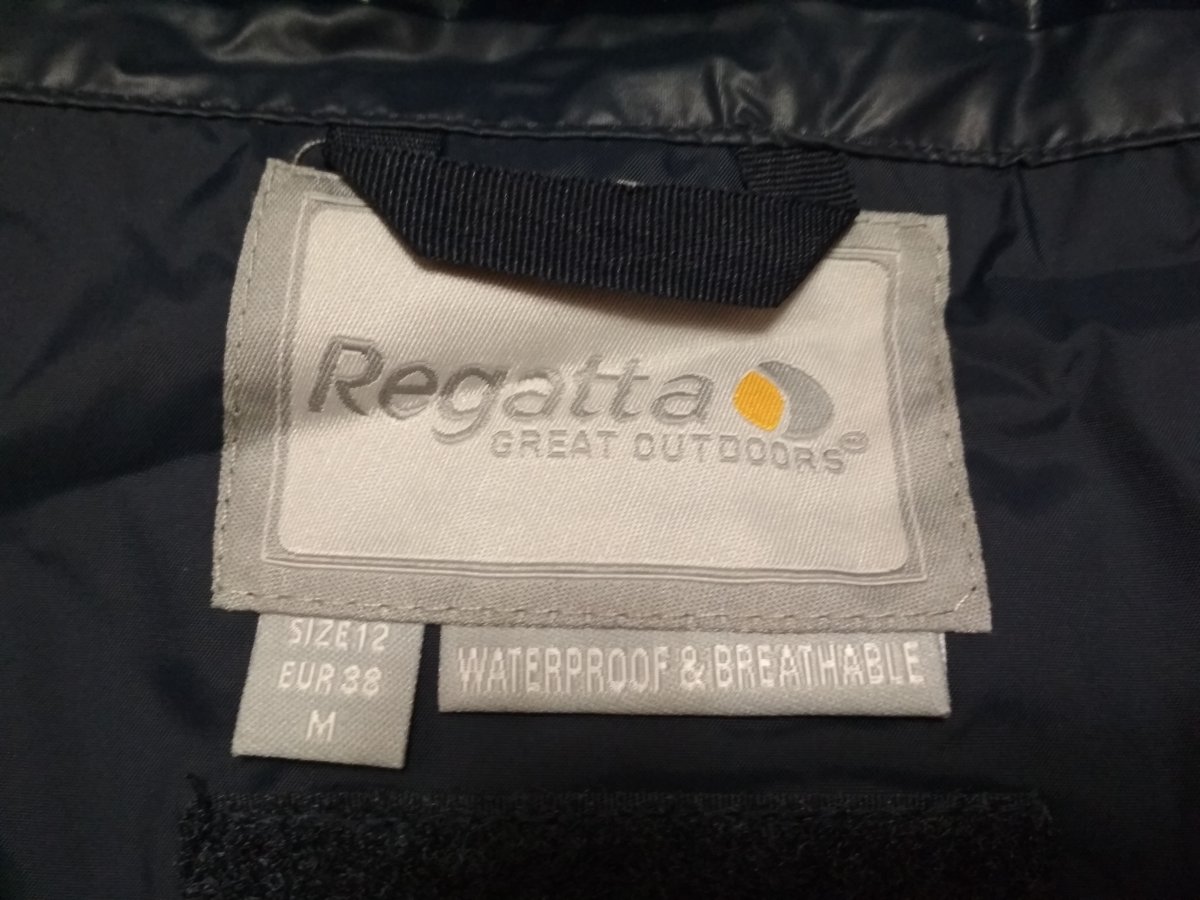 Regatta
GREAT OUTDOORS
SIZE 12
EUR 38
M
WATERPROOF & BREATHABLE